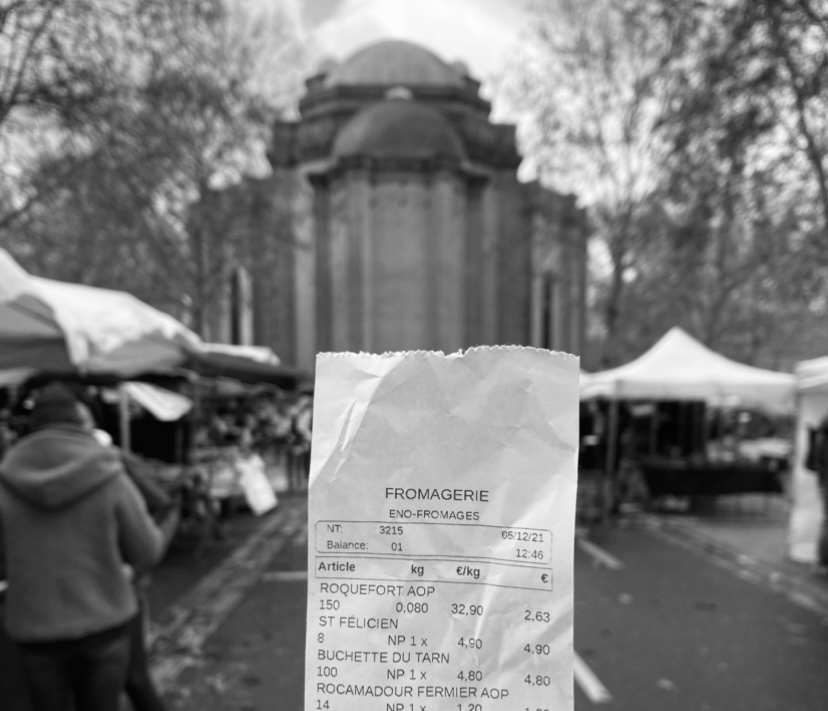 FROMAGERIE
ENO-FROMAGES
NT: 3215 05/12/21
Balance: 01 12:46
Article kg €/kg €
ROQUEFORT AOP
150 0,080 32,90 2,63
ST FÉLICIEN
8 NP 1 x 4,90 4,90
BUCHETTE DU TARN
100 NP 1 x 4,80 4,80
ROCAMADOUR FERMIER AOP
14 NP 1 x 1,20